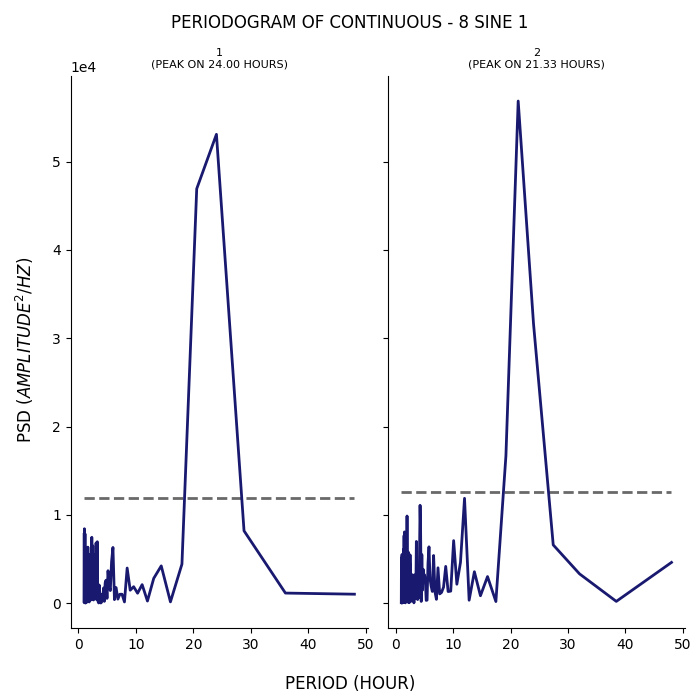 PERIODOGRAM OF CONTINUOUS - 8 SINE 1
1
(PEAK ON 24.00 HOURS)
2
(PEAK ON 21.33 HOURS)
1e4
5
4
3
2
1
0
PSD (AMPLITUDE²/HZ)
0 10 20 30 40 50
0 10 20 30 40 50
PERIOD (HOUR)